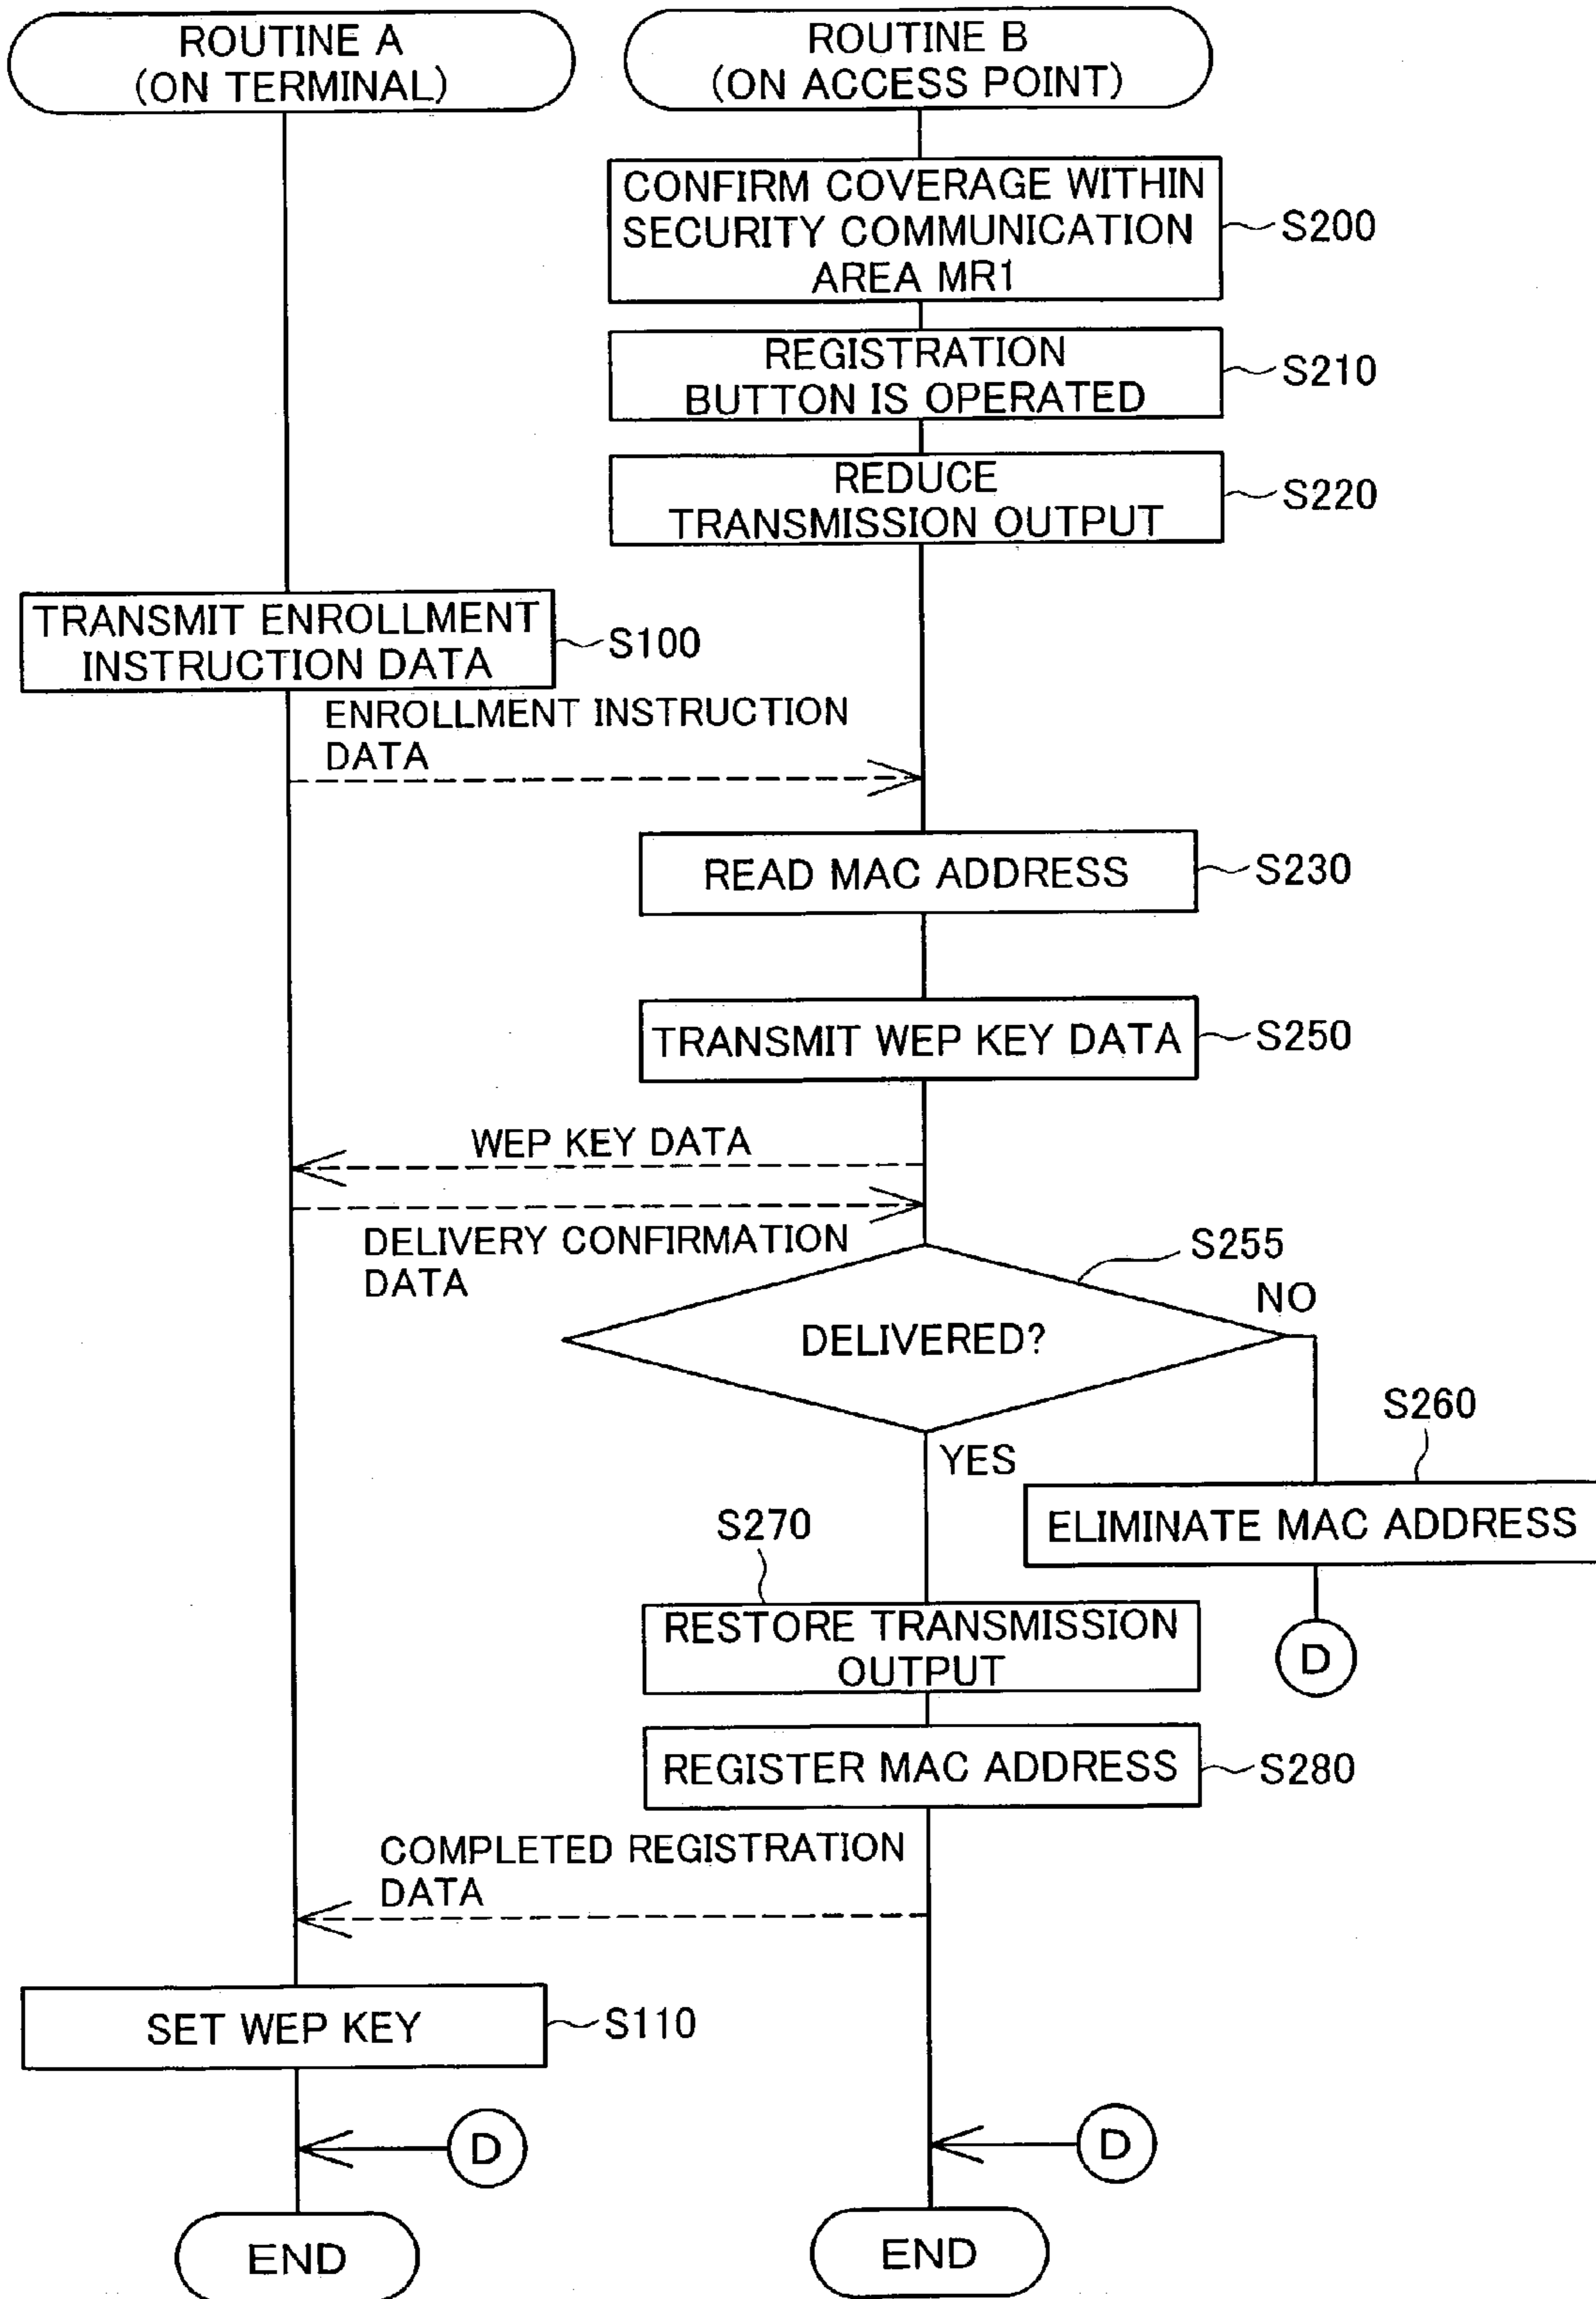 ROUTINE A
(ON TERMINAL)
ROUTINE B
(ON ACCESS POINT)
CONFIRM COVERAGE WITHIN
SECURITY COMMUNICATION
AREA MR1
S200
REGISTRATION
BUTTON IS OPERATED
S210
REDUCE
TRANSMISSION OUTPUT
S220
TRANSMIT ENROLLMENT
INSTRUCTION DATA
S100
ENROLLMENT INSTRUCTION
DATA
READ MAC ADDRESS
S230
TRANSMIT WEP KEY DATA
S250
WEP KEY DATA
DELIVERY CONFIRMATION
DATA
S255
DELIVERED?
NO
YES
S260
ELIMINATE MAC ADDRESS
D
S270
RESTORE TRANSMISSION
OUTPUT
REGISTER MAC ADDRESS
S280
COMPLETED REGISTRATION
DATA
SET WEP KEY
S110
D
D
END
END